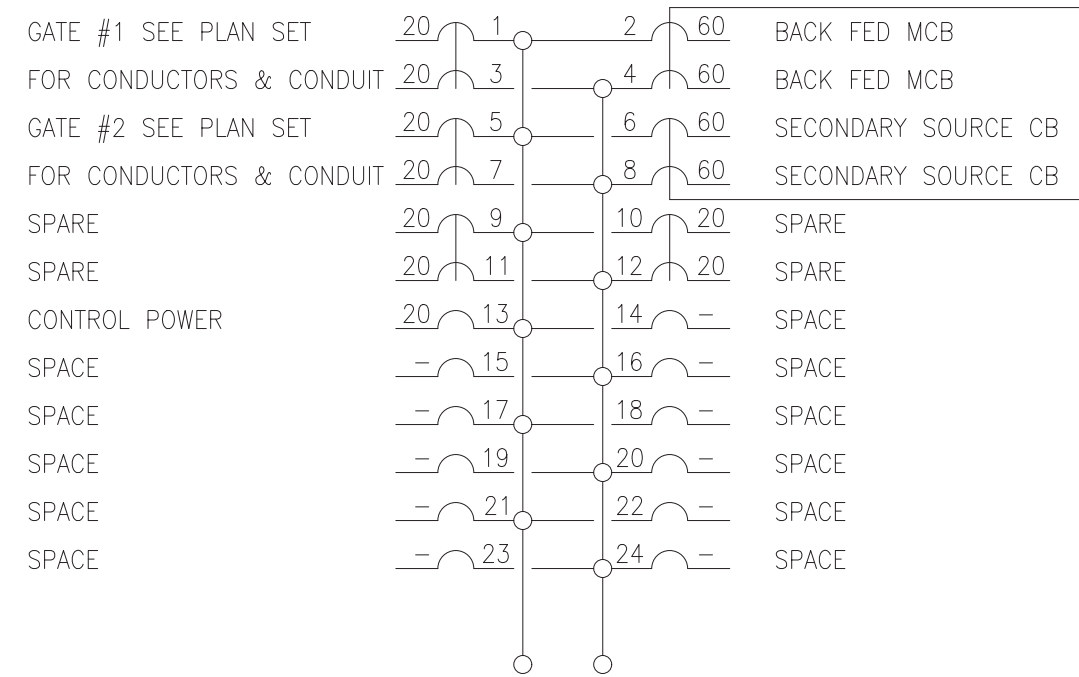 GATE #1 SEE PLAN SET 20 1 2 60 BACK FED MCB
FOR CONDUCTORS & CONDUIT 20 3 4 60 BACK FED MCB
GATE #2 SEE PLAN SET 20 5 6 60 SECONDARY SOURCE CB
FOR CONDUCTORS & CONDUIT 20 7 8 60 SECONDARY SOURCE CB
SPARE 20 9 10 20 SPARE
SPARE 20 11 12 20 SPARE
CONTROL POWER 20 13 14 - SPACE
SPACE - 15 16 - SPACE
SPACE - 17 18 - SPACE
SPACE - 19 20 - SPACE
SPACE - 21 22 - SPACE
SPACE - 23 24 - SPACE